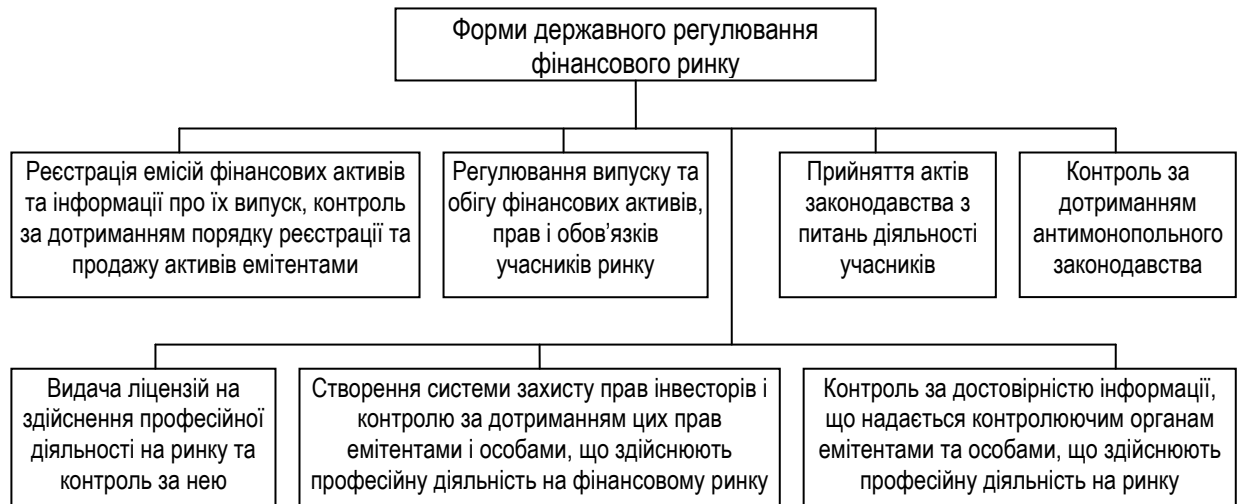 Форми державного регулювання
фінансового ринку
Реєстрація емісій фінансових активів
та інформації про їх випуск, контроль
за дотриманням порядку реєстрації та
продажу активів емітентами
Регулювання випуску та
обігу фінансових активів,
прав і обов’язків
учасників ринку
Прийняття актів
законодавства з
питань діяльності
учасників
Контроль за
дотриманням
антимонопольного
законодавства
Видача ліцензій на
здійснення професійної
діяльності на ринку та
контроль за нею
Створення системи захисту прав інвесторів і
контролю за дотриманням цих прав
емітентами і особами, що здійснюють
професійну діяльність на фінансовому ринку
Контроль за достовірністю інформації,
що надається контролюючим органам
емітентами та особами, що здійснюють
професійну діяльність на ринку